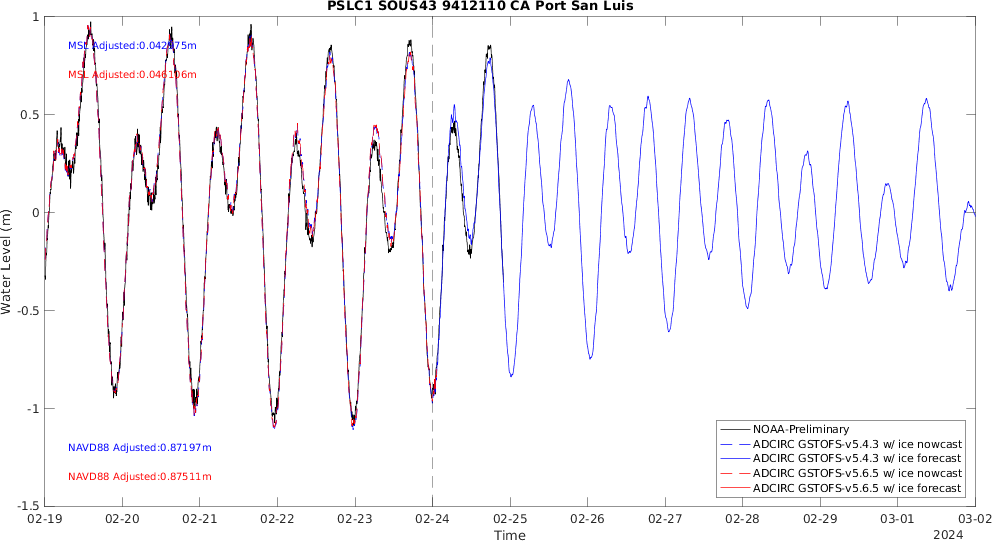 PSLC1 SOUS43 9412110 CA Port San Luis
1
MSL Adjusted:0.042
75m
MSL Adjusted:0.046106m
0.5
0
Water Level (m)
-0.5
-1
NAVD88 Adjusted:0.87197m
NAVD88 Adjusted:0.87511m
-1.5
NOAA-Preliminary
ADCIRC GSTOFS-v5.4.3 w/ ice nowcast
ADCIRC GSTOFS-v5.4.3 w/ ice forecast
ADCIRC GSTOFS-v5.6.5 w/ ice nowcast
ADCIRC GSTOFS-v5.6.5 w/ ice forecast
02-19 02-20 02-21 02-22 02-23 02-24 02-25 02-26 02-27 02-28 02-29 03-01 03-02
Time
2024